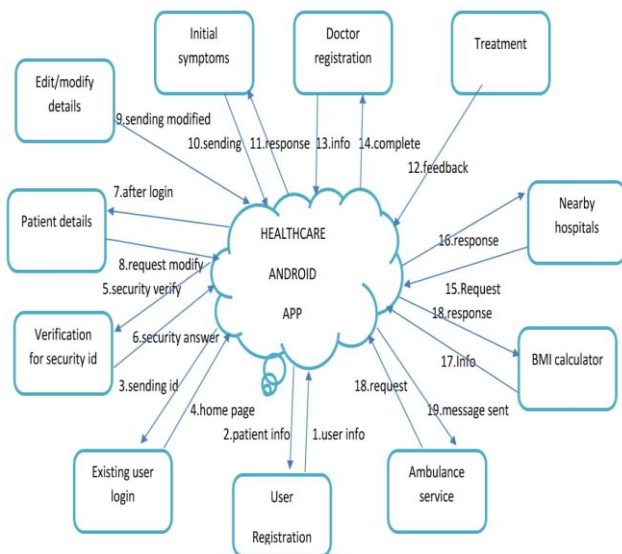 Initial
symptoms
Doctor
registration
Treatment
Edit/modify
details
9.sending modified
10.sending
11.response
13.info
14.complete
12.feedback
7.after login
Patient details
Nearby
hospitals
HEALTHCARE
ANDROID
APP
16.response
8.request modify
5.security verify
15.Request
18.response
Verification
for security id
6.security answer
BMI calculator
17.Info
3.sending id
18.request
4.home page
19.message sent
2.patient info
1.user info
Existing user
login
User
Registration
Ambulance
service